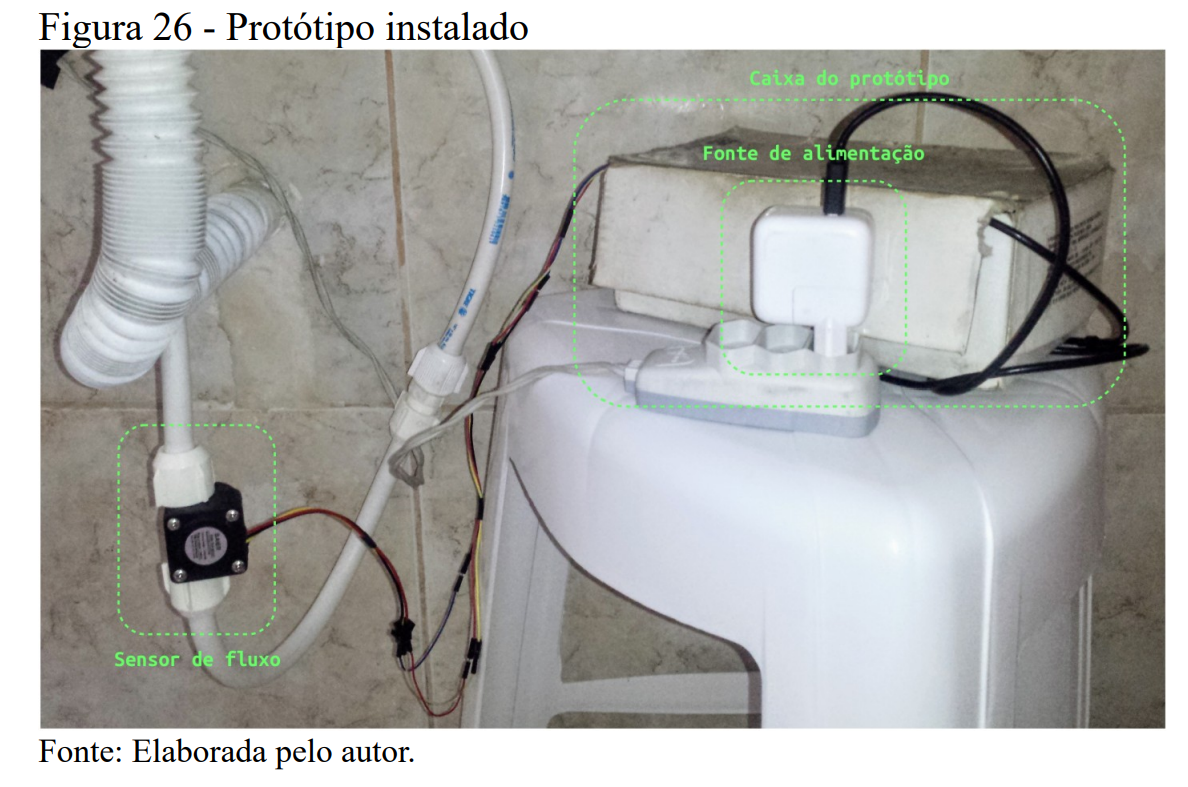 Figura 26 - Protótipo instalado
Caixa do protótipo
Fonte de alimentação
Sensor de fluxo
Fonte: Elaborada pelo autor.